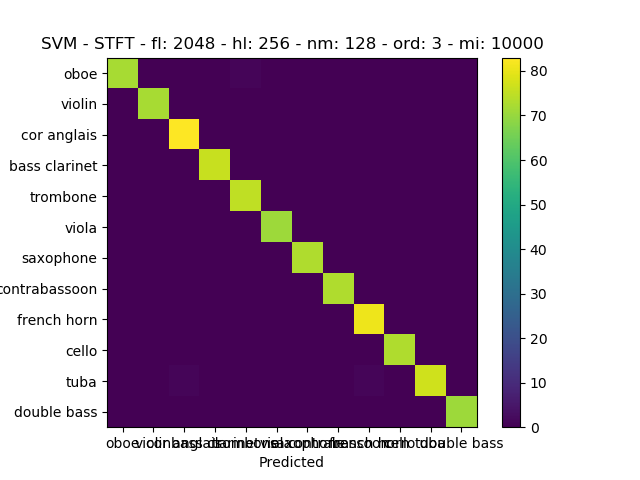 SVM - STFT - fl: 2048 - hl: 256 - nm: 128 - ord: 3 - mi: 10000
oboe
violin
cor anglais
bass clarinet
trombone
viola
saxophone
contrabassoon
french horn
cello
tuba
double bass
80
70
60
50
40
30
20
10
0
oboe double bass
Predicted